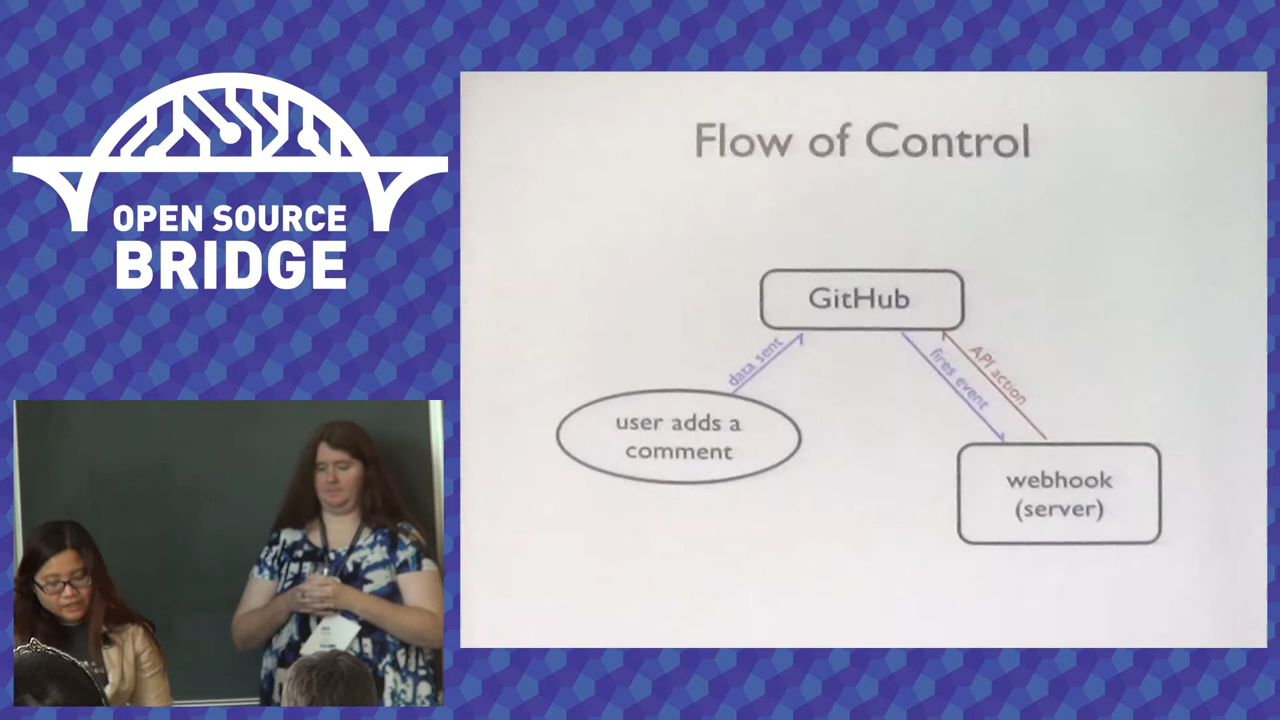 OPEN SOURCE
BRIDGE
Flow of Control
GitHub
data sent
fires event
API action
user adds a
comment
webhook
(server)